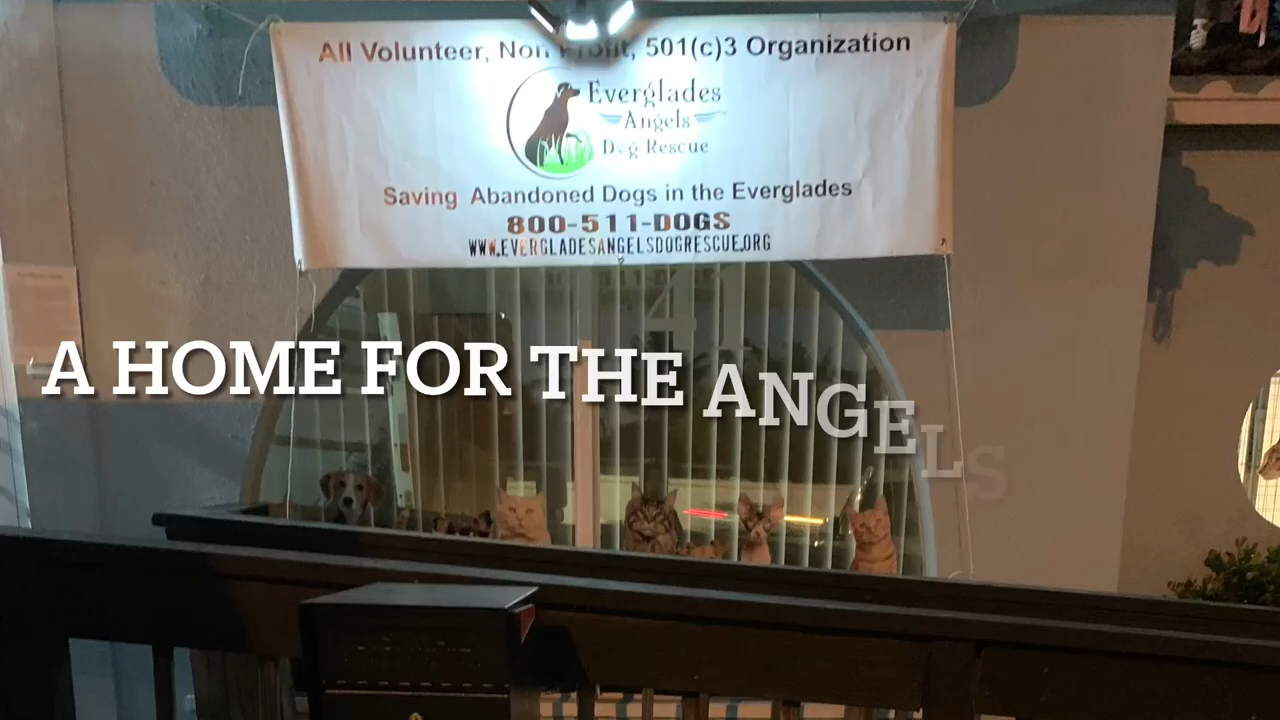 All Volunteer, Non Profit, 501(c)3 Organization
Everglades
Angels
Dog Rescue
Saving Abandoned Dogs in the Everglades
800-511-DOGS
WWW.EVERGLADESANGELSDOGRESCUE.ORG
A HOME FOR THE ANGELS